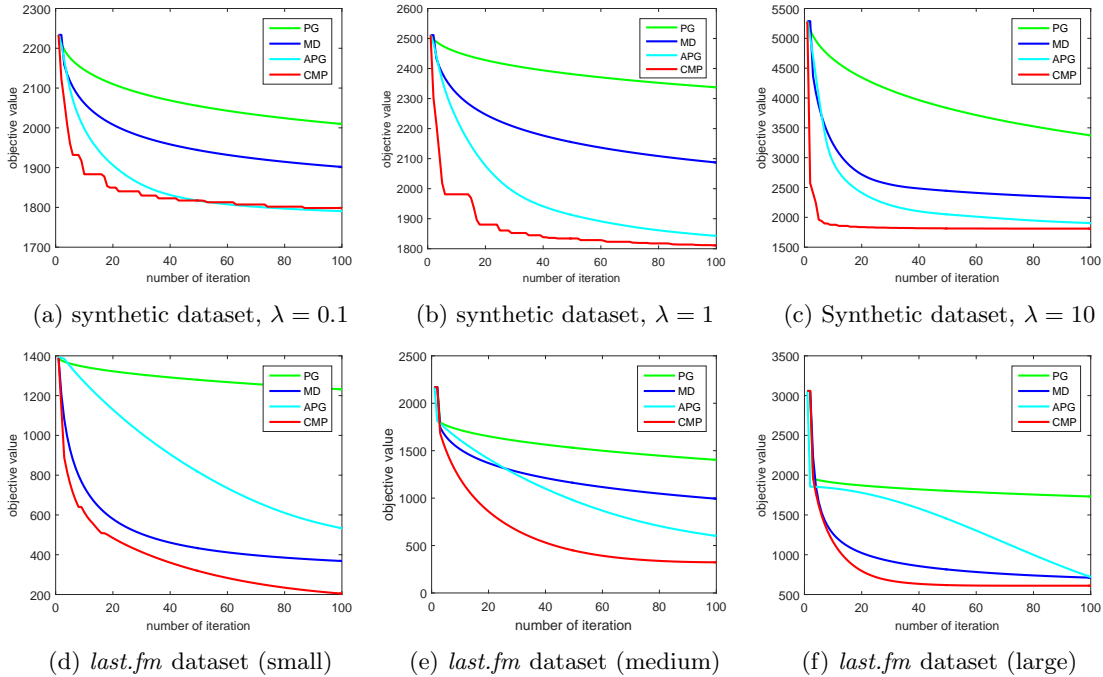 2300
2200
2100
2000
1900
1800
1700
objective value
0 20 40 60 80 100
number of iteration
PG
MD
APG
CMP
(a) synthetic dataset, λ = 0.1
2600
2500
2400
2300
2200
2100
2000
1900
1800
objective value
0 20 40 60 80 100
number of iteration
PG
MD
APG
CMP
(b) synthetic dataset, λ = 1
5500
5000
4500
4000
3500
3000
2500
2000
1500
objective value
0 20 40 60 80 100
number of iteration
PG
MD
APG
CMP
(c) Synthetic dataset, λ = 10
1400
1200
1000
800
600
400
200
objective value
0 20 40 60 80 100
number of iteration
PG
MD
APG
CMP
(d) last.fm dataset (small)
2500
2000
1500
1000
500
0
objective value
0 20 40 60 80 100
number of iteration
PG
MD
APG
CMP
(e) last.fm dataset (medium)
3500
3000
2500
2000
1500
1000
500
objective value
0 20 40 60 80 100
number of iteration
PG
MD
APG
CMP
(f) last.fm dataset (large)